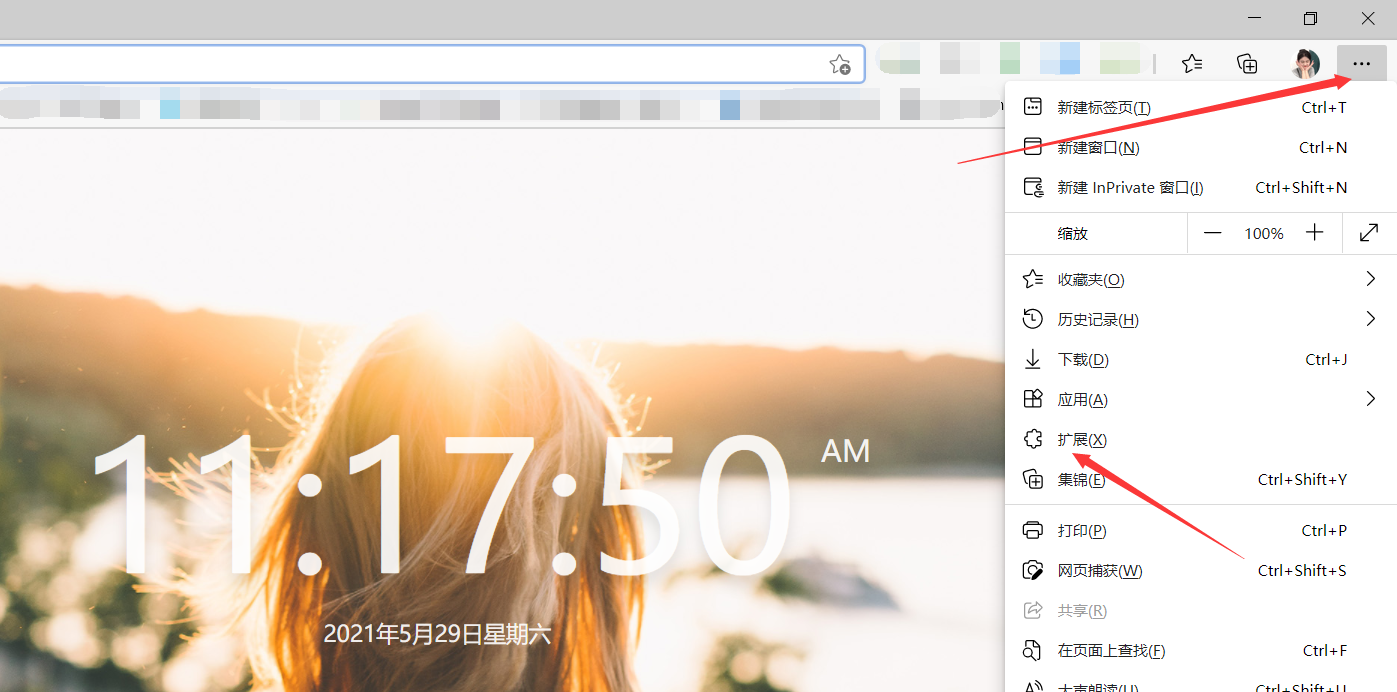 新建标签页(T) Ctrl+T
新建窗口(N) Ctrl+N
新建 InPrivate 窗口(I) Ctrl+Shift+N
缩放 — 100% +
收藏夹(O)
历史记录(H)
下载(D) Ctrl+J
应用(A)
扩展(X)
集锦(E) Ctrl+Shift+Y
打印(P) Ctrl+P
网页捕获(W) Ctrl+Shift+S
共享(R)
在页面上查找(F) Ctrl+F
大声朗读(U) Ctrl+Shift+U
11:17:50 AM
2021年5月29日星期六